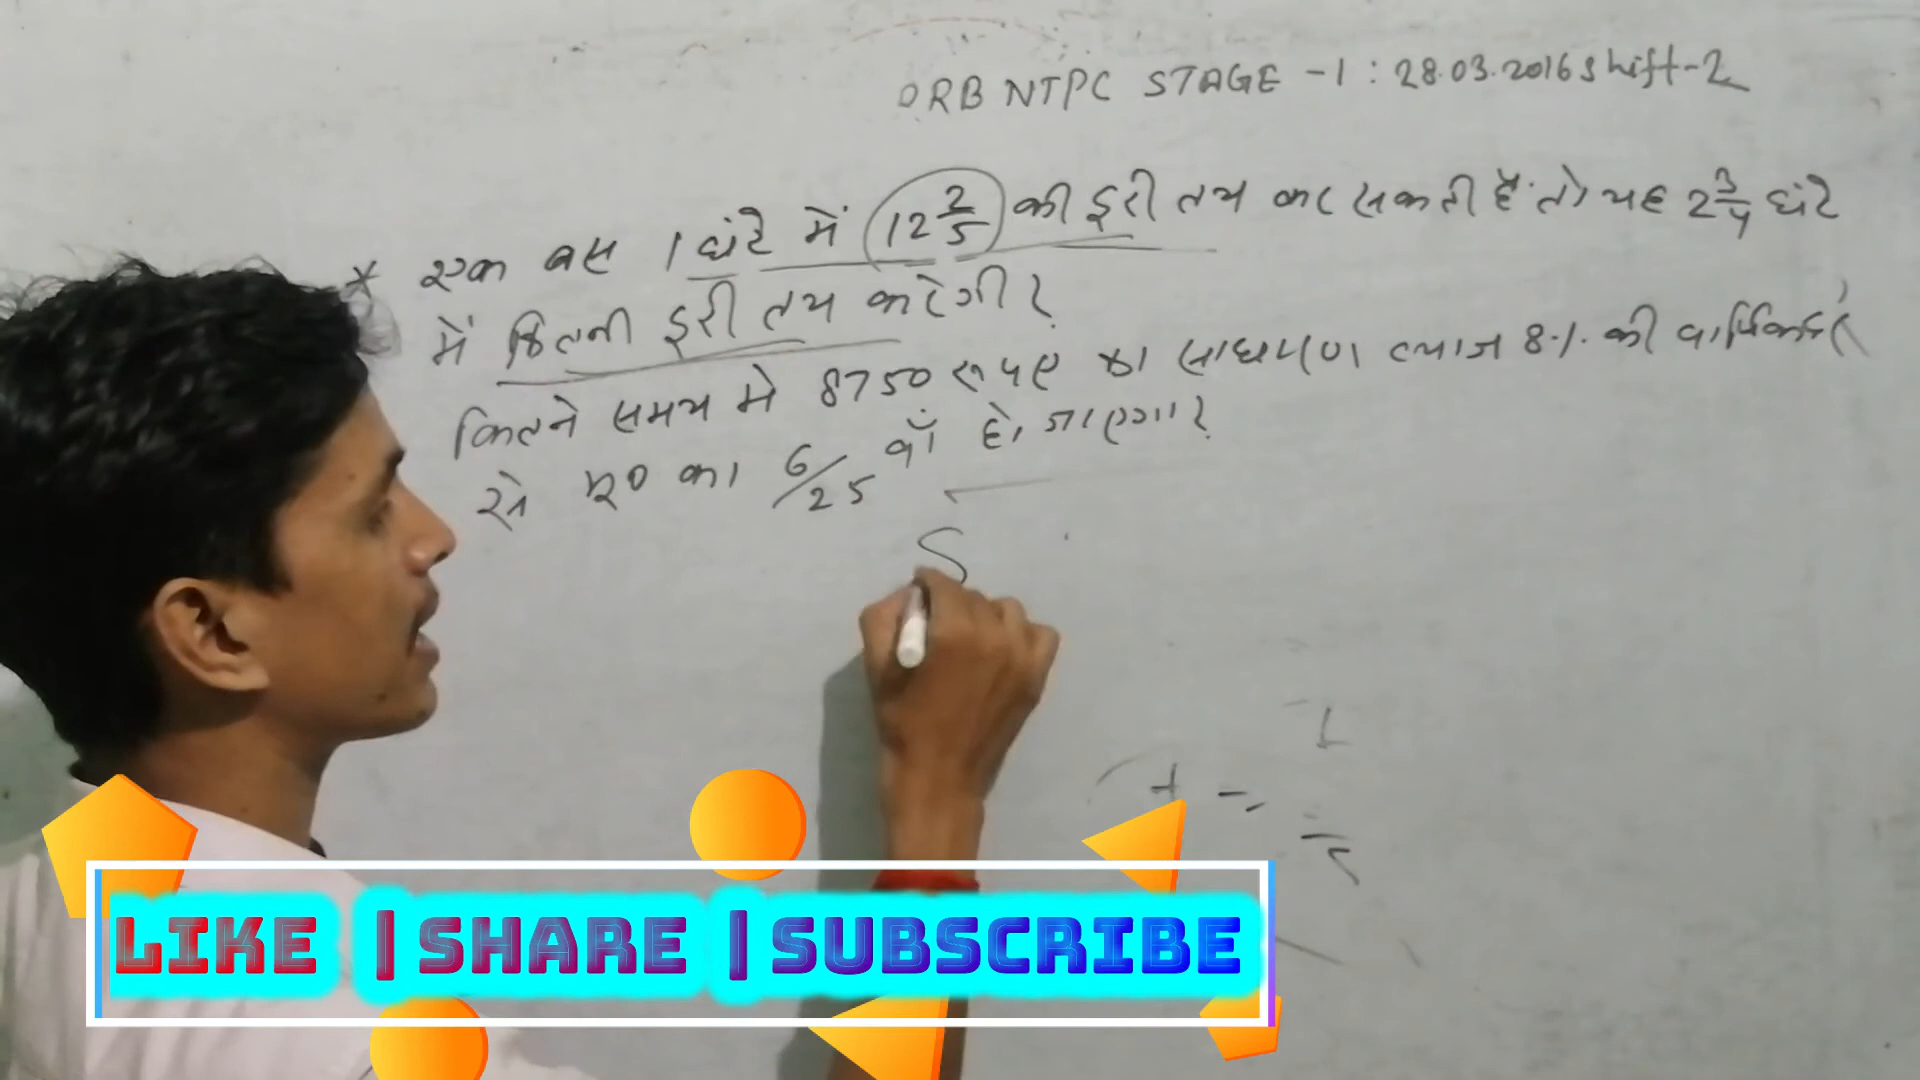 RRB NTPC STAGE -1 : 28.03.2016 Shift-2
* एक बस 1 घंटे में 12 2/5 की दूरी तय कर सकती है तो यह 2 3/4 घंटे
में कितनी दूरी तय करेगी?
कितने समय मे 8750 रुपए का साधारण ब्याज 8% की वार्षिक दर
से मू0 का 6/25 वाँ हो जाएगा?
LIKE | SHARE | SUBSCRIBE